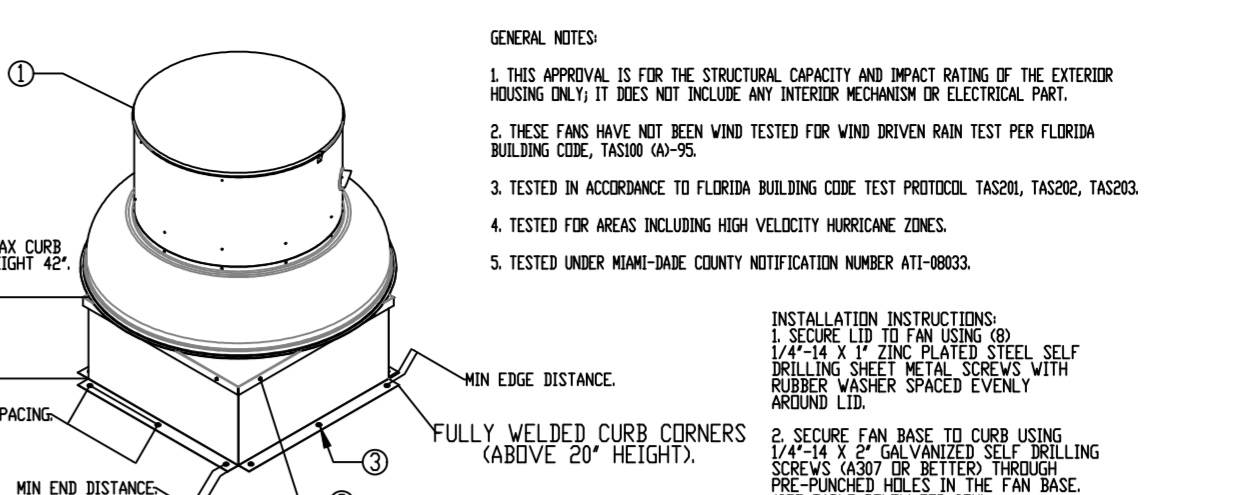 GENERAL NOTES:
1. THIS APPROVAL IS FOR THE STRUCTURAL CAPACITY AND IMPACT RATING OF THE EXTERIOR
HOUSING ONLY; IT DOES NOT INCLUDE ANY INTERIOR MECHANISM OR ELECTRICAL PART.
2. THESE FANS HAVE NOT BEEN WIND TESTED FOR WIND DRIVEN RAIN TEST PER FLORIDA
BUILDING CODE, TAS100 (A)-95.
3. TESTED IN ACCORDANCE TO FLORIDA BUILDING CODE TEST PROTOCOL TAS201, TAS202, TAS203.
4. TESTED FOR AREAS INCLUDING HIGH VELOCITY HURRICANE ZONES.
5. TESTED UNDER MIAMI-DADE COUNTY NOTIFICATION NUMBER ATI-08033.
1
AX CURB
IGHT 42".
PACING.
MIN END DISTANCE.
MIN EDGE DISTANCE.
FULLY WELDED CURB CORNERS
(ABOVE 20" HEIGHT).
3
INSTALLATION INSTRUCTIONS:
1. SECURE LID TO FAN USING (8)
1/4"-14 X 1" ZINC PLATED STEEL SELF
DRILLING SHEET METAL SCREWS WITH
RUBBER WASHER SPACED EVENLY
AROUND LID.
2. SECURE FAN BASE TO CURB USING
1/4"-14 X 2" GALVANIZED SELF DRILLING
SCREWS (A307 OR BETTER) THROUGH
PRE-PUNCHED HOLES IN THE FAN BASE.